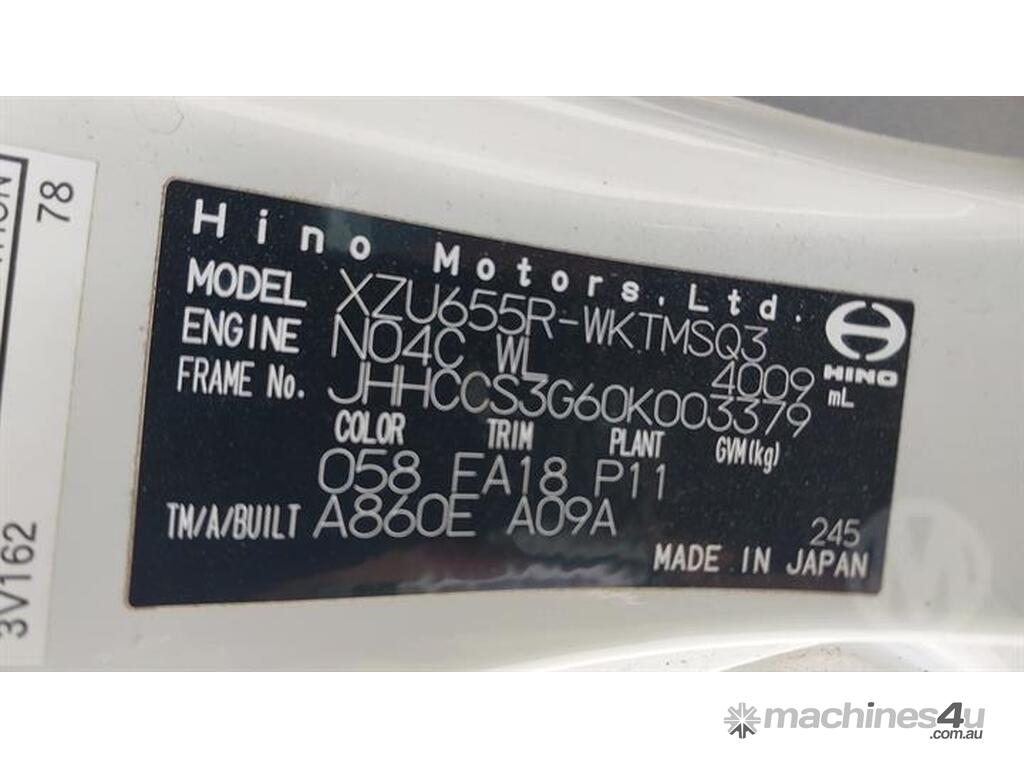 Hino Motors, Ltd.
MODEL XZU655R-WKTMSQ3
ENGINE N04C WL 4009 mL
HINO
FRAME No. JHHCCS3G60K003379
COLOR TRIM PLANT GVM(kg)
058 FA18 P11
TM/A/BUILT A860E A09A
245
MADE IN JAPAN
78
3V162
machines4u
.com.au